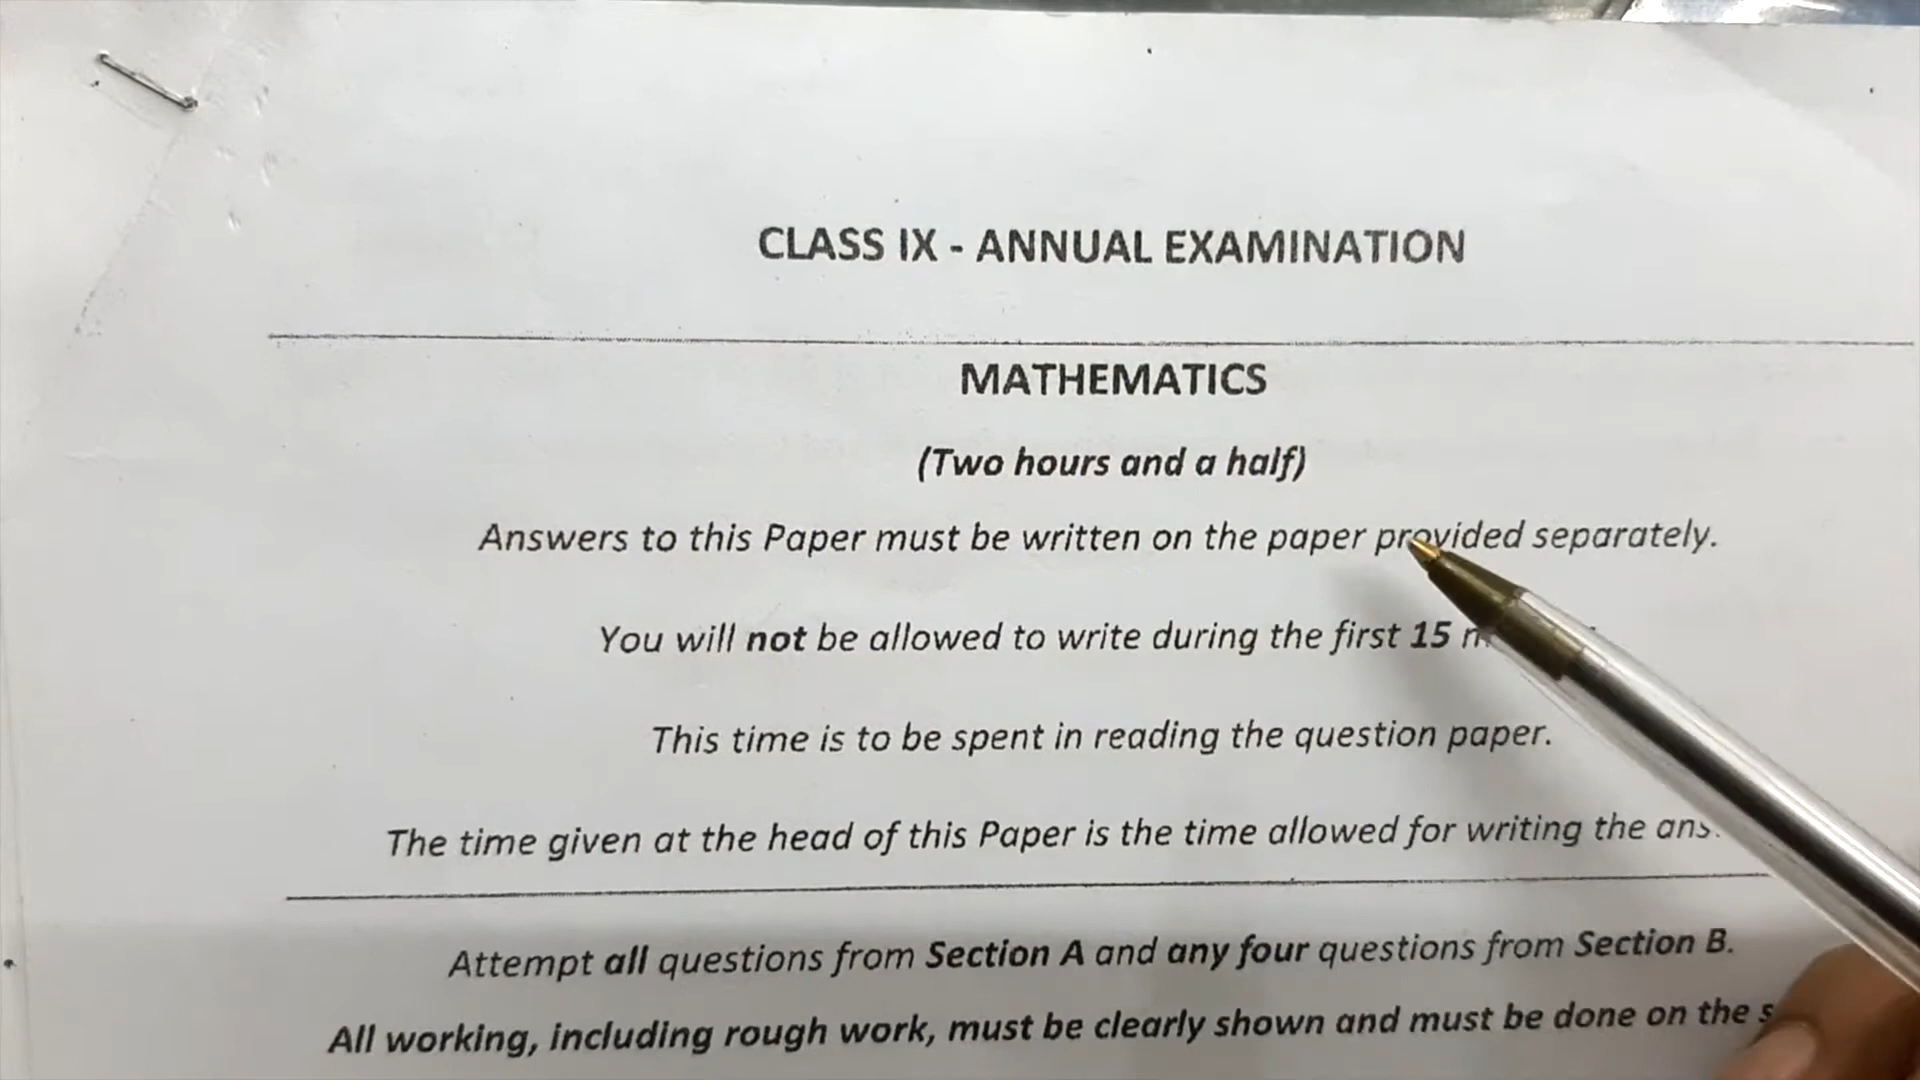 CLASS IX - ANNUAL EXAMINATION
MATHEMATICS
(Two hours and a half)
Answers to this Paper must be written on the paper provided separately.
You will not be allowed to write during the first 15
This time is to be spent in reading the question paper.
The time given at the head of this Paper is the time allowed for writing the
Attempt all questions from Section A and any four questions from Section B.
All working, including rough work, must be clearly shown and must be done on the